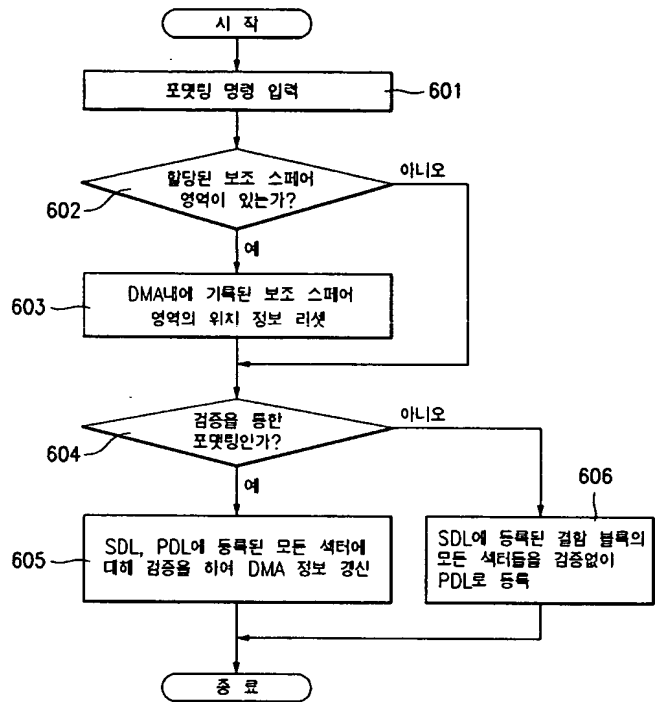 시 작
포맷팅 명령 입력
601
할당된 보조 스페어
영역이 있는가?
아니오
602
예
DMA내에 기록된 보조 스페어
영역의 위치 정보 리셋
603
검증을 통한
포맷팅인가?
아니오
604
예
606
SDL, PDL에 등록된 모든 섹터에
대해 검증을 하여 DMA 정보 갱신
605
SDL에 등록된 결함 블록의
모든 섹터들을 검증없이
PDL로 등록
종 료